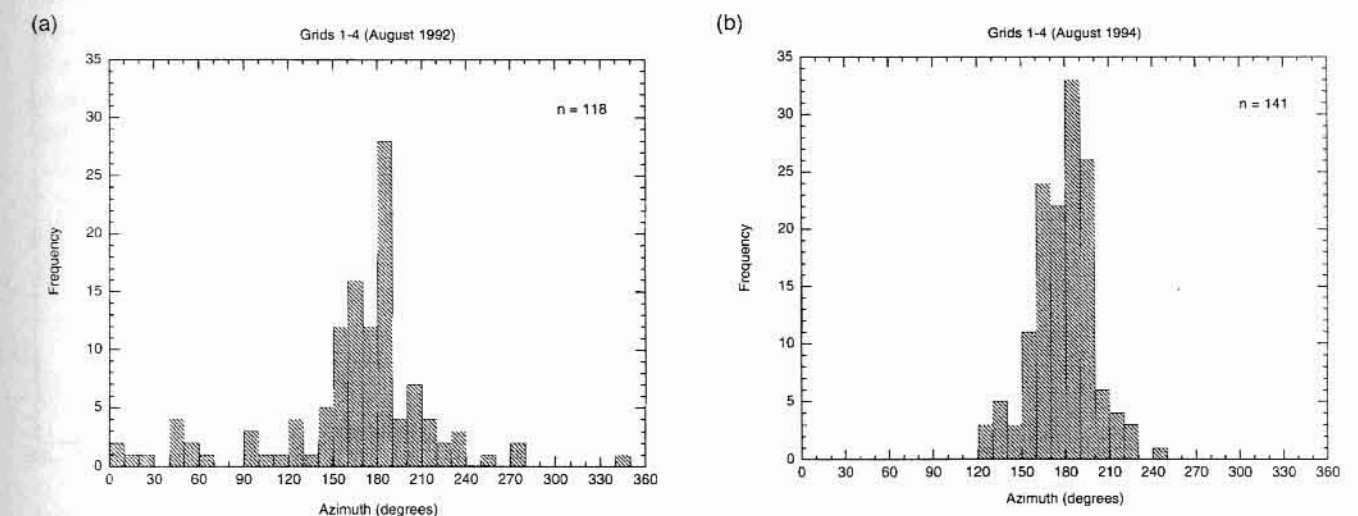 (a)
Grids 1-4 (August 1992)
35
30
25
20
15
10
5
0
n = 118
Frequency
0 30 60 90 120 150 180 210 240 270 300 330 360
Azimuth (degrees)
(b)
Grids 1-4 (August 1994)
35
30
25
20
15
10
5
0
n = 141
Frequency
0 30 60 90 120 150 180 210 240 270 300 330 360
Azimuth (degrees)